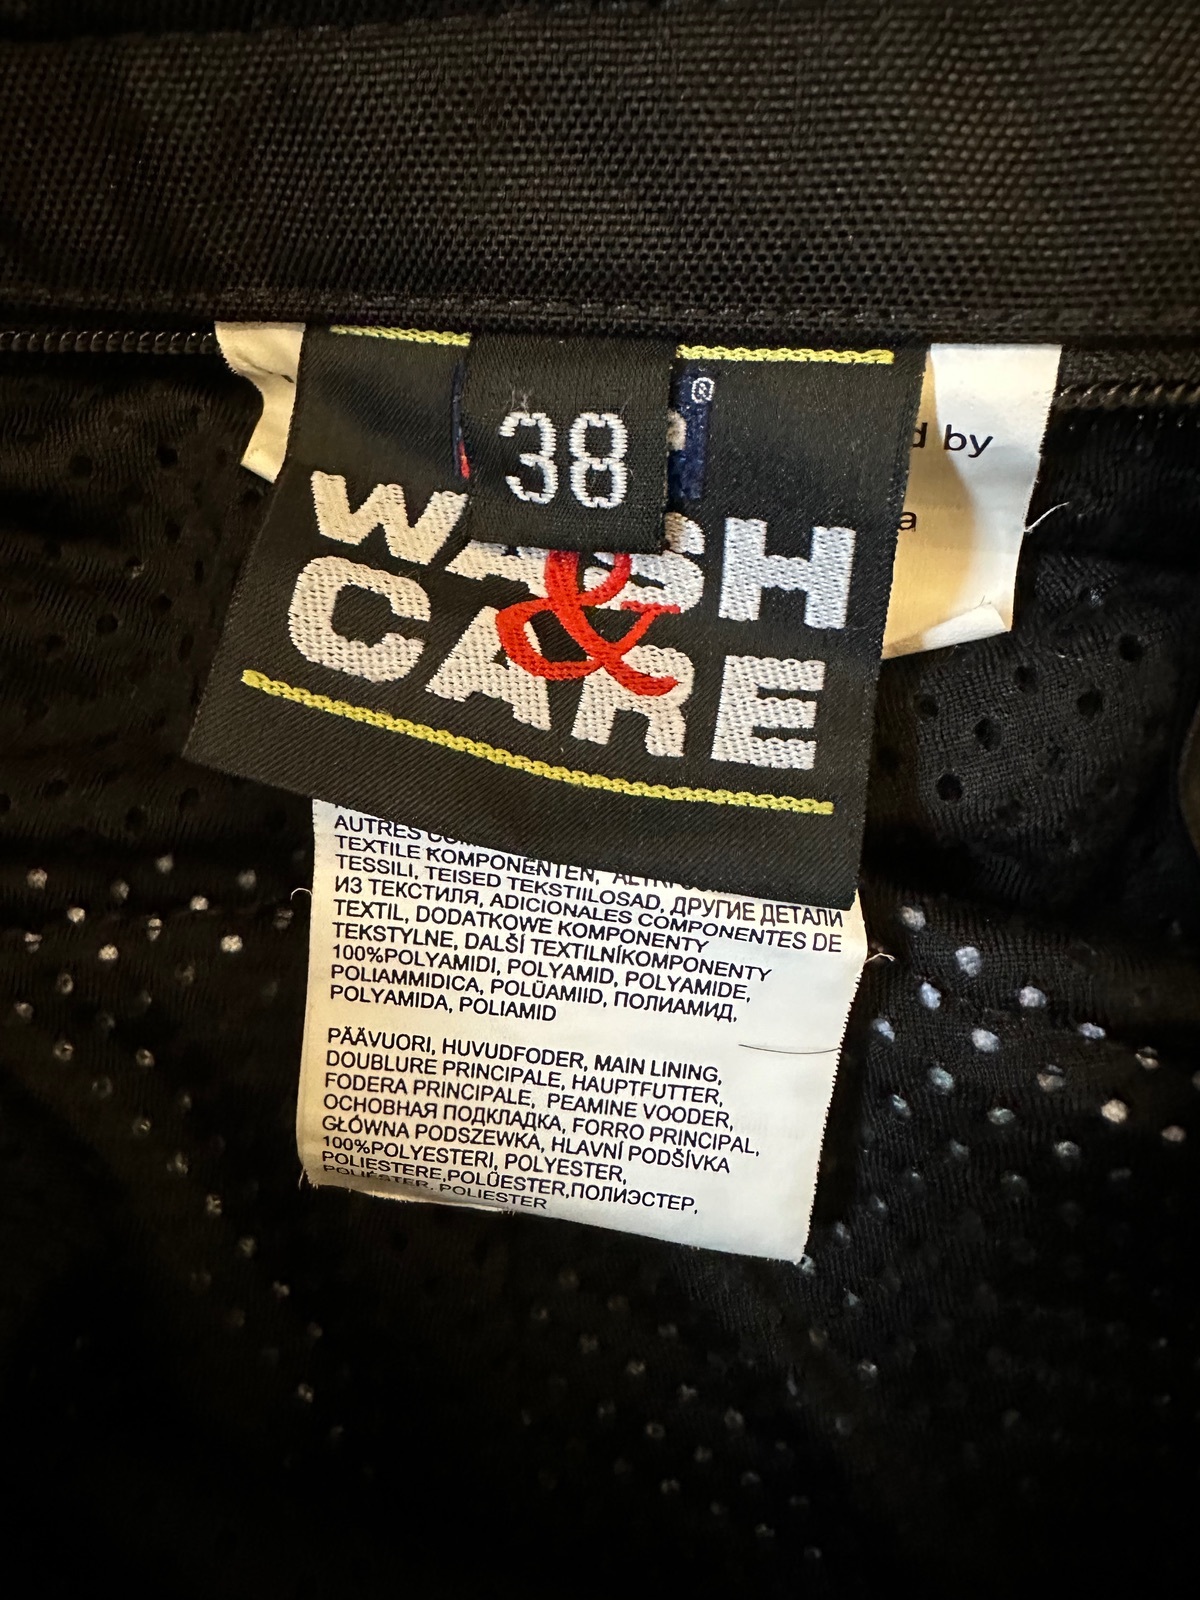 38
®
WASH
&
CARE
d by
a
AUTRES
TEXTILE KOMPONENTEN,
TESSILI, TEISED TEKSTIILOSAD, ДРУГИЕ ДЕТАЛИ
ИЗ ТЕКСТИЛЯ, ADICIONALES COMPONENTES DE
TEXTIL, DODATKOWE KOMPONENTY
TEKSTYLNE, DALŠÍ TEXTILNÍKOMPONENTY
100%POLYAMIDI, POLYAMID, POLYAMIDE,
POLIAMMIDICA, POLÜAMIID, ПОЛИАМИД,
POLYAMIDA, POLIAMID
PÄÄVUORI, HUVUDFODER, MAIN LINING,
DOUBLURE PRINCIPALE, HAUPTFUTTER,
FODERA PRINCIPALE, PEAMINE VOODER,
ОСНОВНАЯ ПОДКЛАДКА, FORRO PRINCIPAL,
GŁÓWNA PODSZEWKA, HLAVNÍ PODŠÍVKA
100%POLYESTERI, POLYESTER,
POLIESTERE,POLÜESTER,ПОЛИЭСТЕР,
POLIÉSTER, POLIESTER